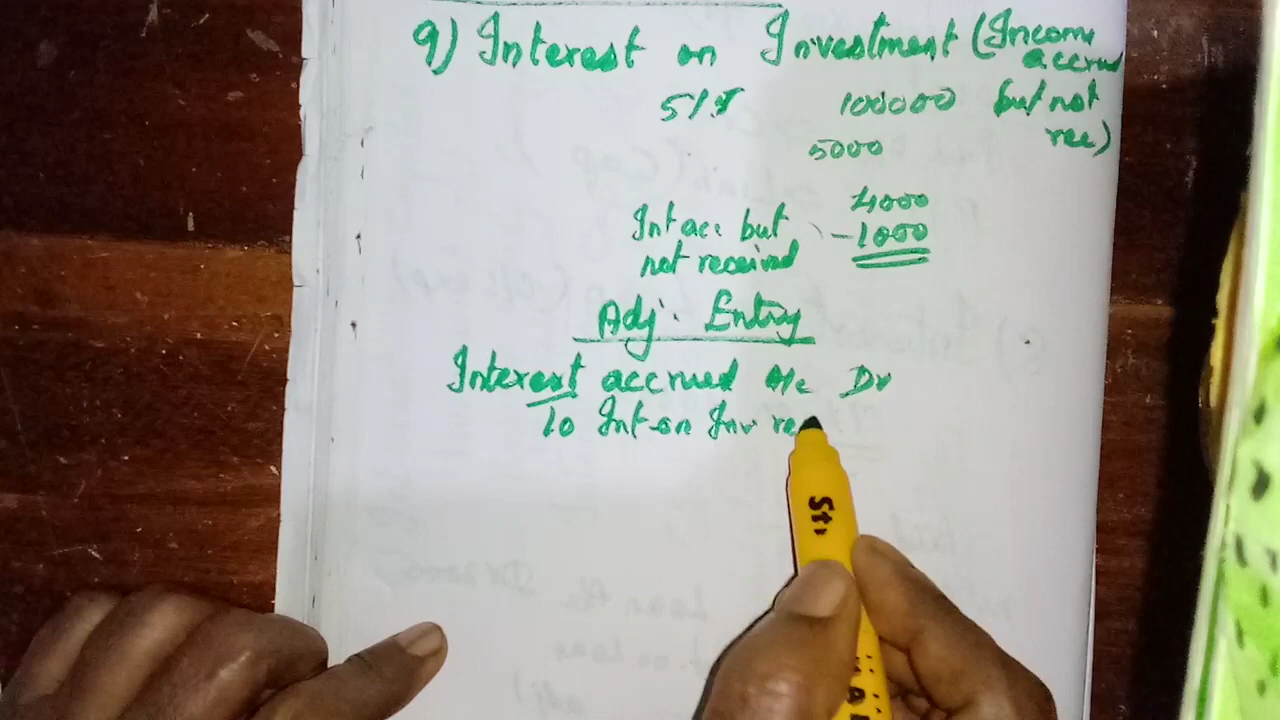 9) Interest on Investment (Income accrued but not rec)
5% 100000
5000
4000
Int acc but not received - 1000
Adj. Entry
Interest accrued A/c Dr
To Int on Inv re